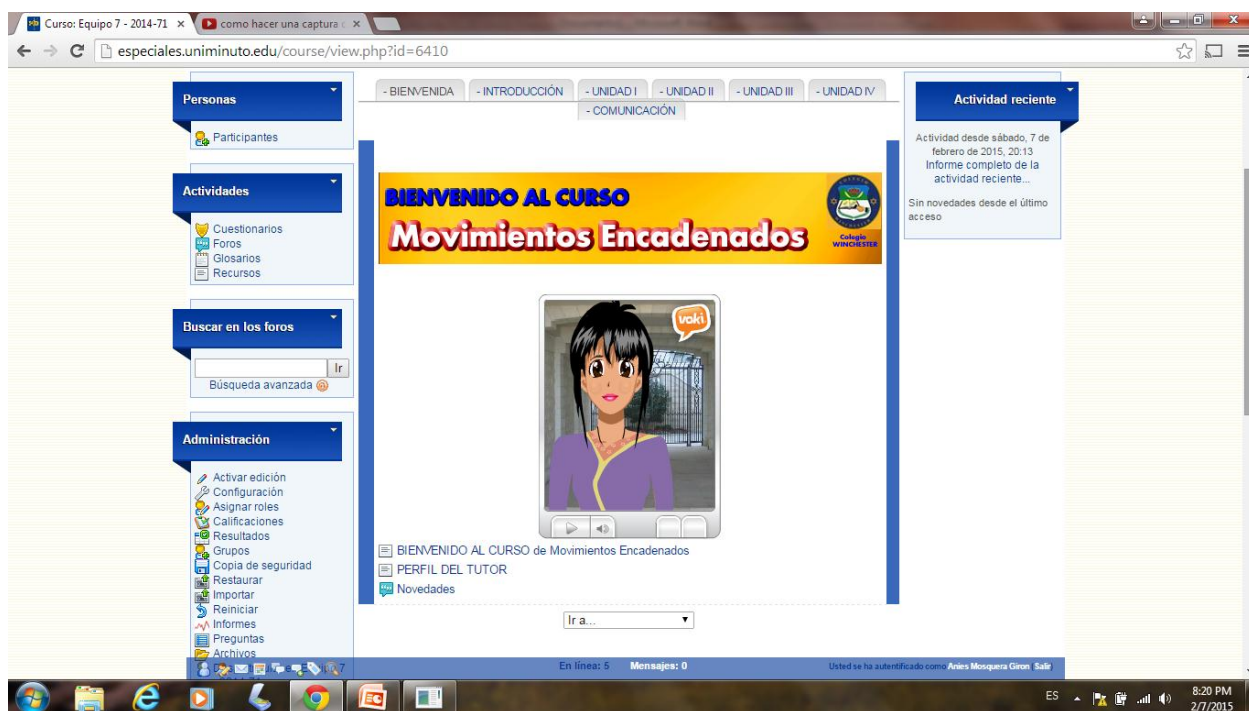 Curso: Equipo 7 - 2014-71
como hacer una captura
especiales.uniminuto.edu/course/view.php?id=6410
Personas
Participantes
Actividades
Cuestionarios
Foros
Glosarios
Recursos
Buscar en los foros
Ir
Búsqueda avanzada
Administración
Activar edición
Configuración
Asignar roles
Calificaciones
Resultados
Grupos
Copia de seguridad
Restaurar
Importar
Reiniciar
Informes
Preguntas
Archivos
- BIENVENIDA - INTRODUCCIÓN - UNIDAD I - UNIDAD II - UNIDAD III - UNIDAD IV
- COMUNICACIÓN
BIENVENIDO AL CURSO
Movimientos Encadenados
Colegio
WINCHESTER
voki
BIENVENIDO AL CURSO de Movimientos Encadenados
PERFIL DEL TUTOR
Novedades
Ir a...
Actividad reciente
Actividad desde sábado, 7 de
febrero de 2015, 20:13
Informe completo de la
actividad reciente...
Sin novedades desde el último
acceso
En línea: 5 Mensajes: 0
Usted se ha autentificado como Anies Mosquera Giron (Salir)
ES
8:20 PM
2/7/2015